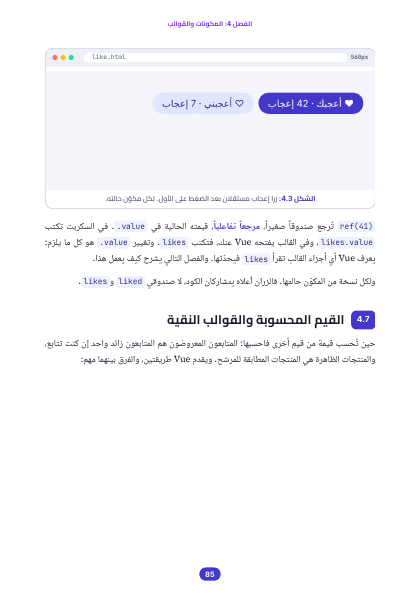 الفصل 4: المكونات والقوالب
like.html
560px
♥ أعجبك · 42 إعجاب
♡ أعجبني · 7 إعجاب
الشكل 4.3: زرا إعجاب مستقلان بعد الضغط على الأول. لكل مكوّن حالته.
ref(41) تُرجع صندوقاً صغيراً، مرجعاً تفاعلياً، قيمته الحالية في .value . في السكربت تكتب
likes.value ، وفي القالب يفتحه Vue عنك، فتكتب likes . وتغيير .value هو كل ما يلزم:
يعرف Vue أي أجزاء القالب تقرأ likes فيحدّثها. والفصل التالي يشرح كيف يعمل هذا.
ولكل نسخة من المكوّن حالتها. فالزران أعلاه يتشاركان الكود، لا صندوقي liked و likes .
4.7 القيم المحسوبة والقوالب النقية
حين تُحسب قيمة من قيم أخرى فاحسبها: المتابعون المعروضون هم المتابعون زائد واحد إن كنت تتابع،
والمنتجات الظاهرة هي المنتجات المطابقة للمرشح. ويقدم Vue طريقتين، والفرق بينهما مهم:
85